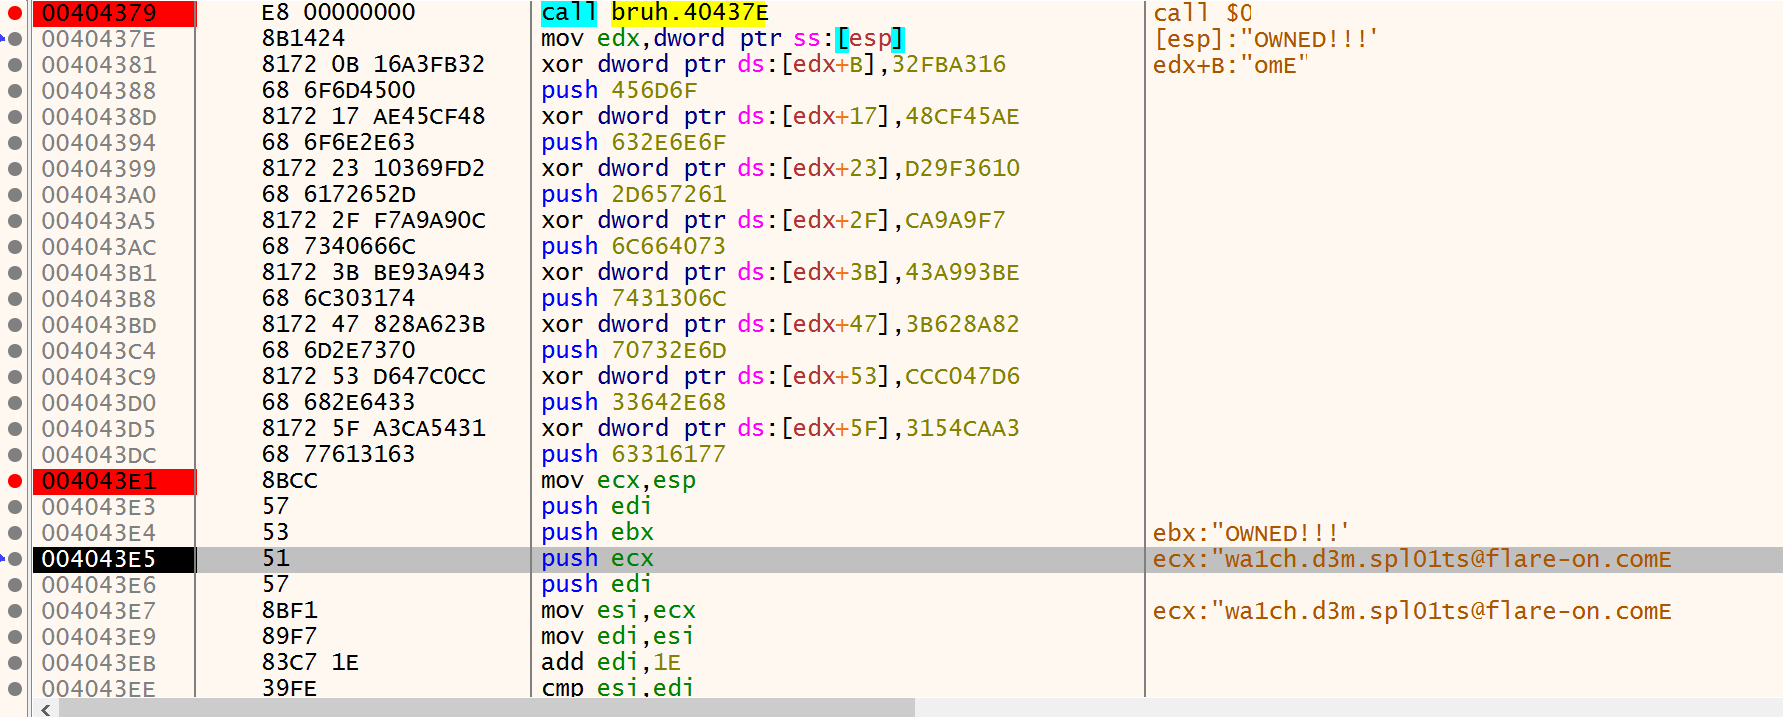 00404379 E8 00000000 call bruh.40437E call $0
0040437E 8B1424 mov edx,dword ptr ss:[esp] [esp]:"OWNED!!!'
00404381 8172 0B 16A3FB32 xor dword ptr ds:[edx+B],32FBA316 edx+B:"omE"
00404388 68 6F6D4500 push 456D6F
0040438D 8172 17 AE45CF48 xor dword ptr ds:[edx+17],48CF45AE
00404394 68 6F6E2E63 push 632E6E6F
00404399 8172 23 10369FD2 xor dword ptr ds:[edx+23],D29F3610
004043A0 68 6172652D push 2D657261
004043A5 8172 2F F7A9A90C xor dword ptr ds:[edx+2F],CA9A9F7
004043AC 68 7340666C push 6C664073
004043B1 8172 3B BE93A943 xor dword ptr ds:[edx+3B],43A993BE
004043B8 68 6C303174 push 7431306C
004043BD 8172 47 828A623B xor dword ptr ds:[edx+47],3B628A82
004043C4 68 6D2E7370 push 70732E6D
004043C9 8172 53 D647C0CC xor dword ptr ds:[edx+53],CCC047D6
004043D0 68 682E6433 push 33642E68
004043D5 8172 5F A3CA5431 xor dword ptr ds:[edx+5F],3154CAA3
004043DC 68 77613163 push 63316177
004043E1 8BCC mov ecx,esp
004043E3 57 push edi
004043E4 53 push ebx ebx:"OWNED!!!'
004043E5 51 push ecx ecx:"wa1ch.d3m.spl01ts@flare-on.comE
004043E6 57 push edi
004043E7 8BF1 mov esi,ecx ecx:"wa1ch.d3m.spl01ts@flare-on.comE
004043E9 89F7 mov edi,esi
004043EB 83C7 1E add edi,1E
004043EE 39FE cmp esi,edi